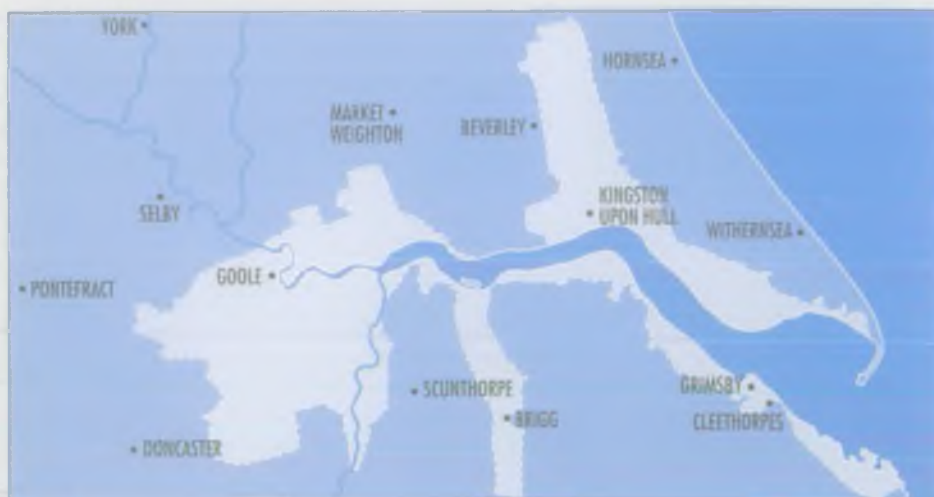 YORK
HORNSEA
MARKET
WEIGHTON
BEVERLEY
SELBY
KINGSTON
UPON HULL
WITHERNSEA
GOOLE
PONTEFRACT
SCUNTHORPE
GRIMSBY
CLEETHORPES
BRIGG
DONCASTER